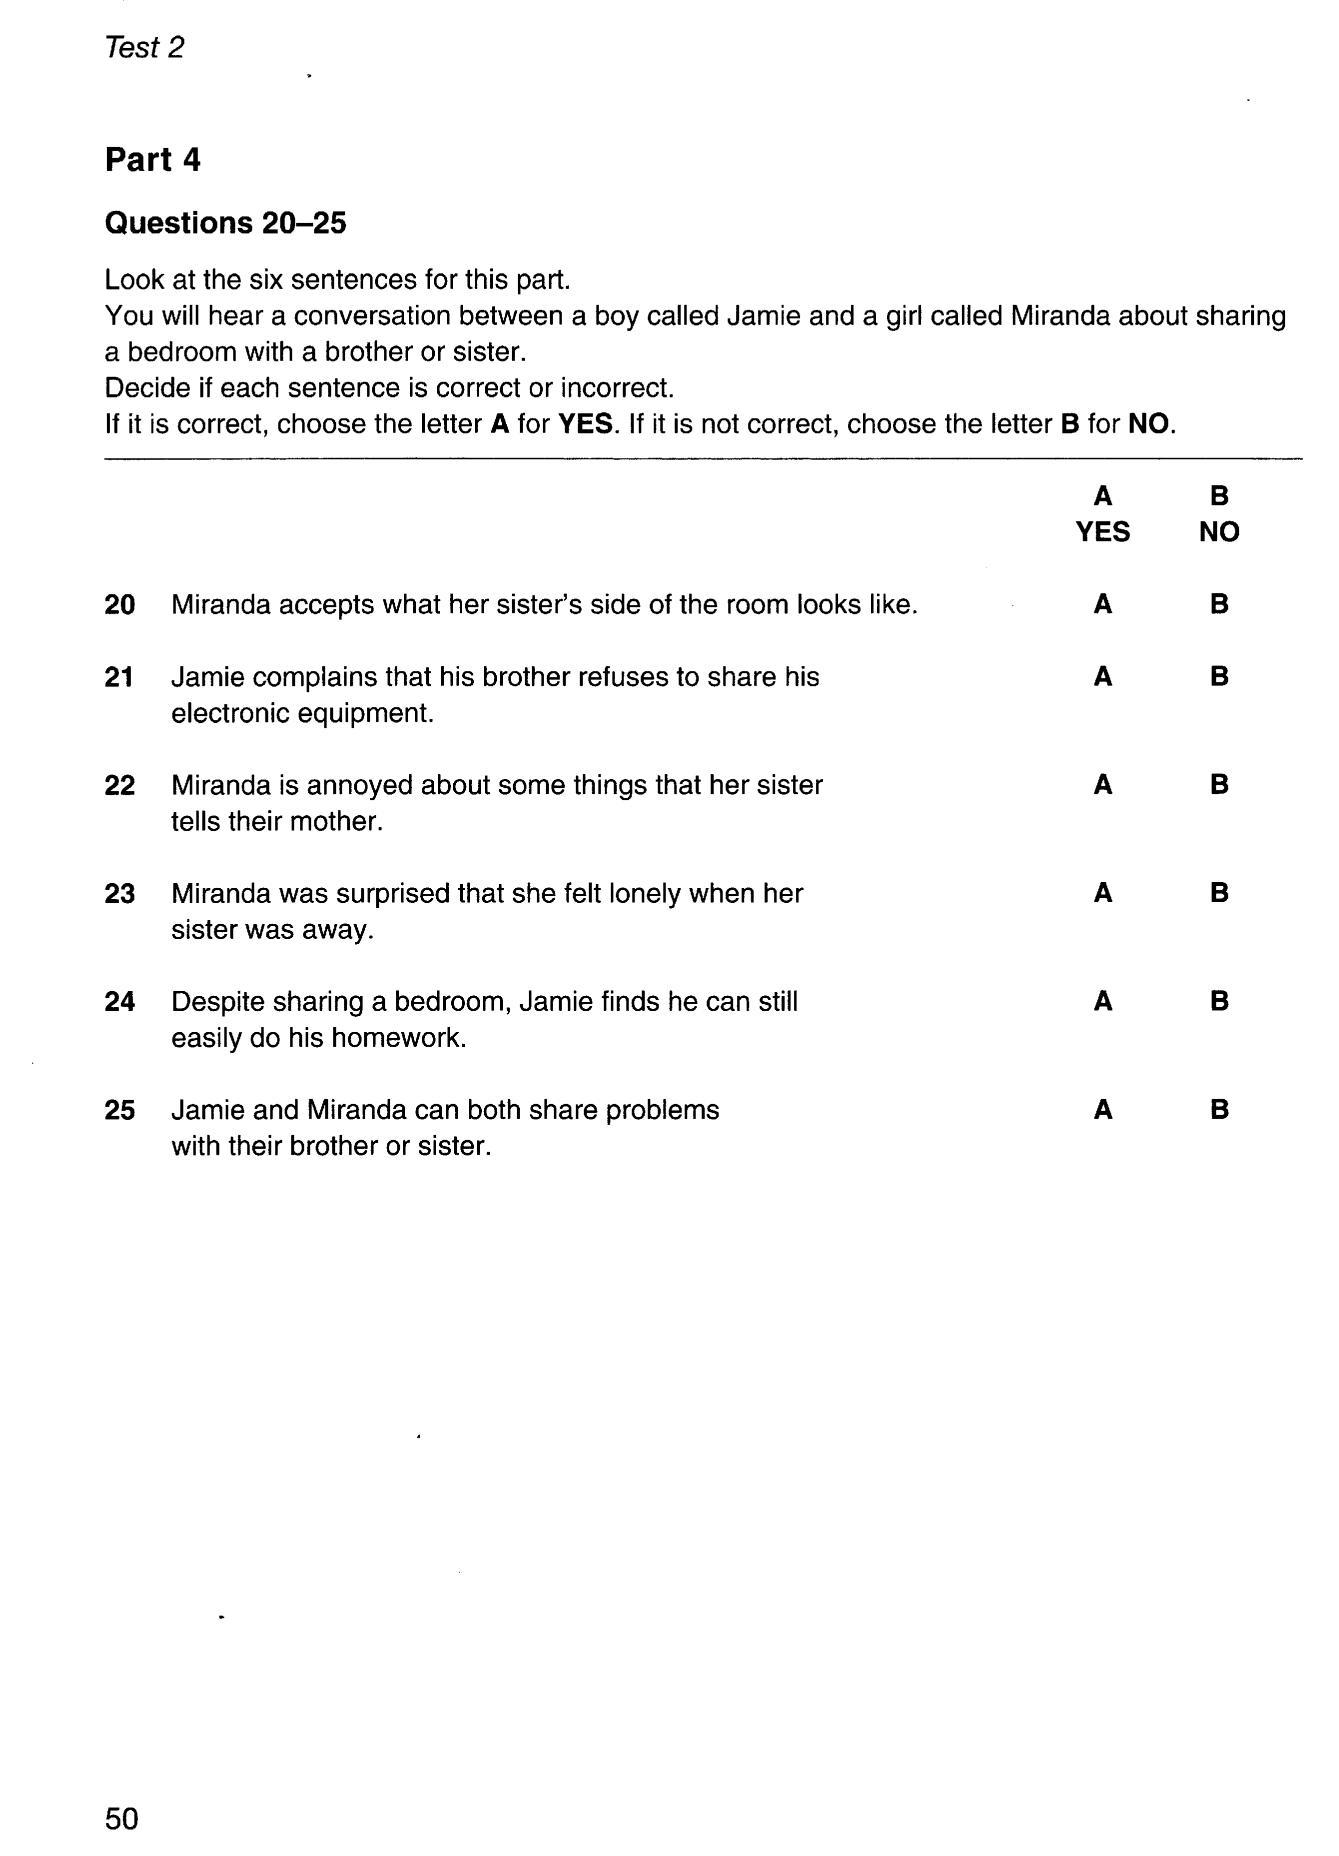 Test 2
Part 4
Questions 20–25
Look at the six sentences for this part.
You will hear a conversation between a boy called Jamie and a girl called Miranda about sharing
a bedroom with a brother or sister.
Decide if each sentence is correct or incorrect.
If it is correct, choose the letter A for YES. If it is not correct, choose the letter B for NO.
A B
YES NO
20 Miranda accepts what her sister's side of the room looks like. A B
21 Jamie complains that his brother refuses to share his A B
electronic equipment.
22 Miranda is annoyed about some things that her sister A B
tells their mother.
23 Miranda was surprised that she felt lonely when her A B
sister was away.
24 Despite sharing a bedroom, Jamie finds he can still A B
easily do his homework.
25 Jamie and Miranda can both share problems A B
with their brother or sister.
50